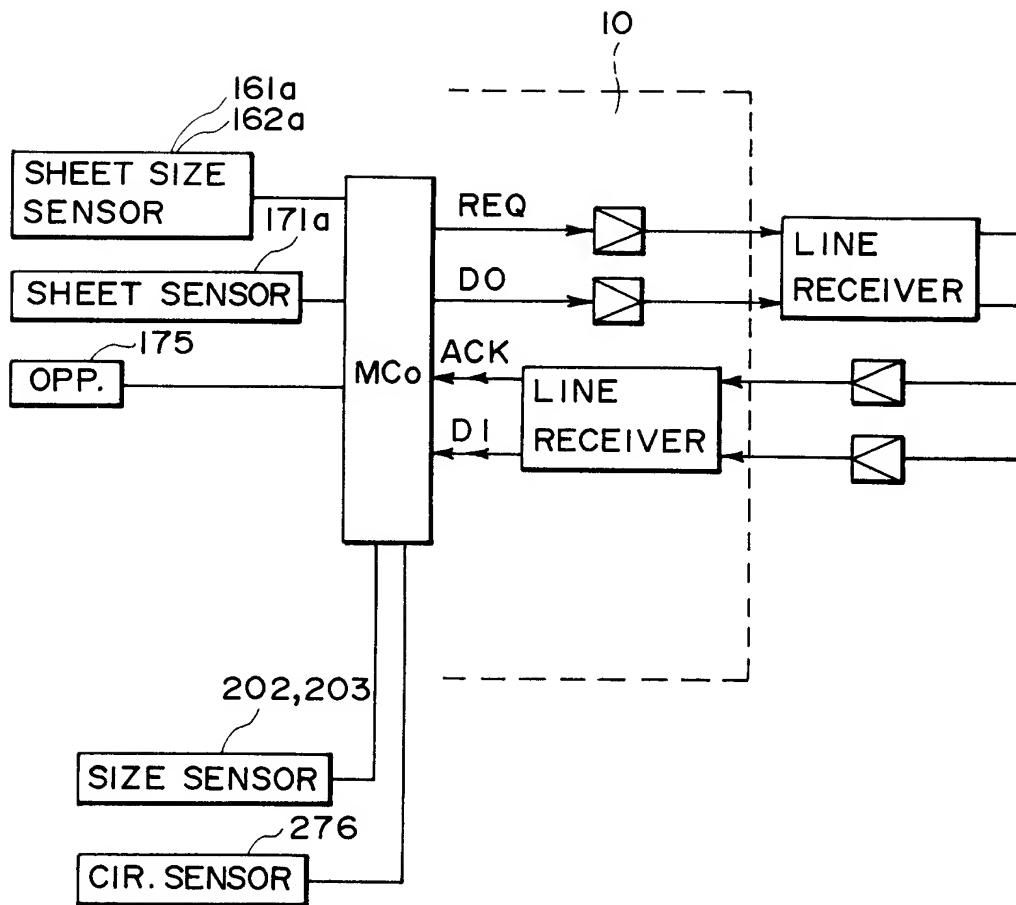 10
161a
162a
SHEET SIZE
SENSOR
171a
SHEET SENSOR
175
OPP.
MCo
REQ
DO
ACK
DI
LINE
RECEIVER
LINE
RECEIVER
202,203
SIZE SENSOR
276
CIR. SENSOR